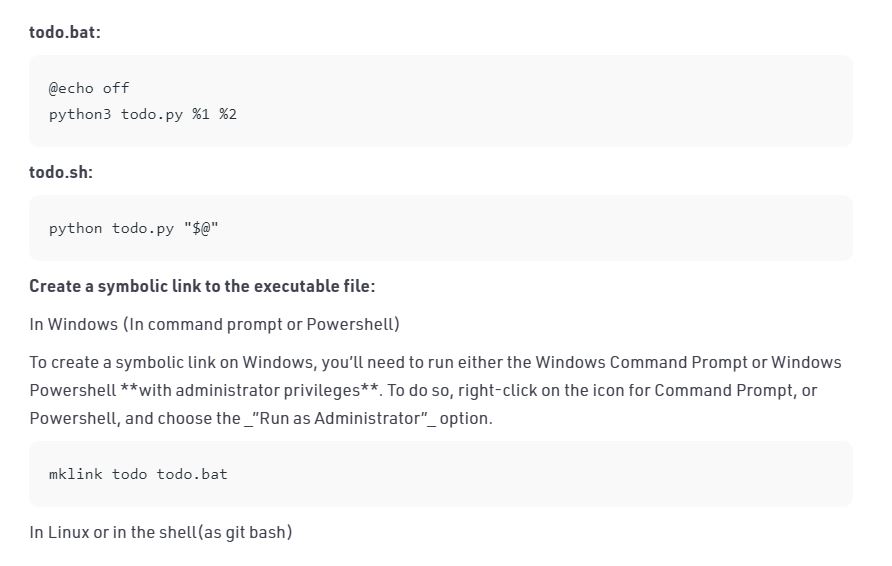 todo.bat:
@echo off
python3 todo.py %1 %2
todo.sh:
python todo.py "$@"
Create a symbolic link to the executable file:
In Windows (In command prompt or Powershell)
To create a symbolic link on Windows, you’ll need to run either the Windows Command Prompt or Windows
Powershell **with administrator privileges**. To do so, right-click on the icon for Command Prompt, or
Powershell, and choose the _”Run as Administrator”_ option.
mklink todo todo.bat
In Linux or in the shell(as git bash)